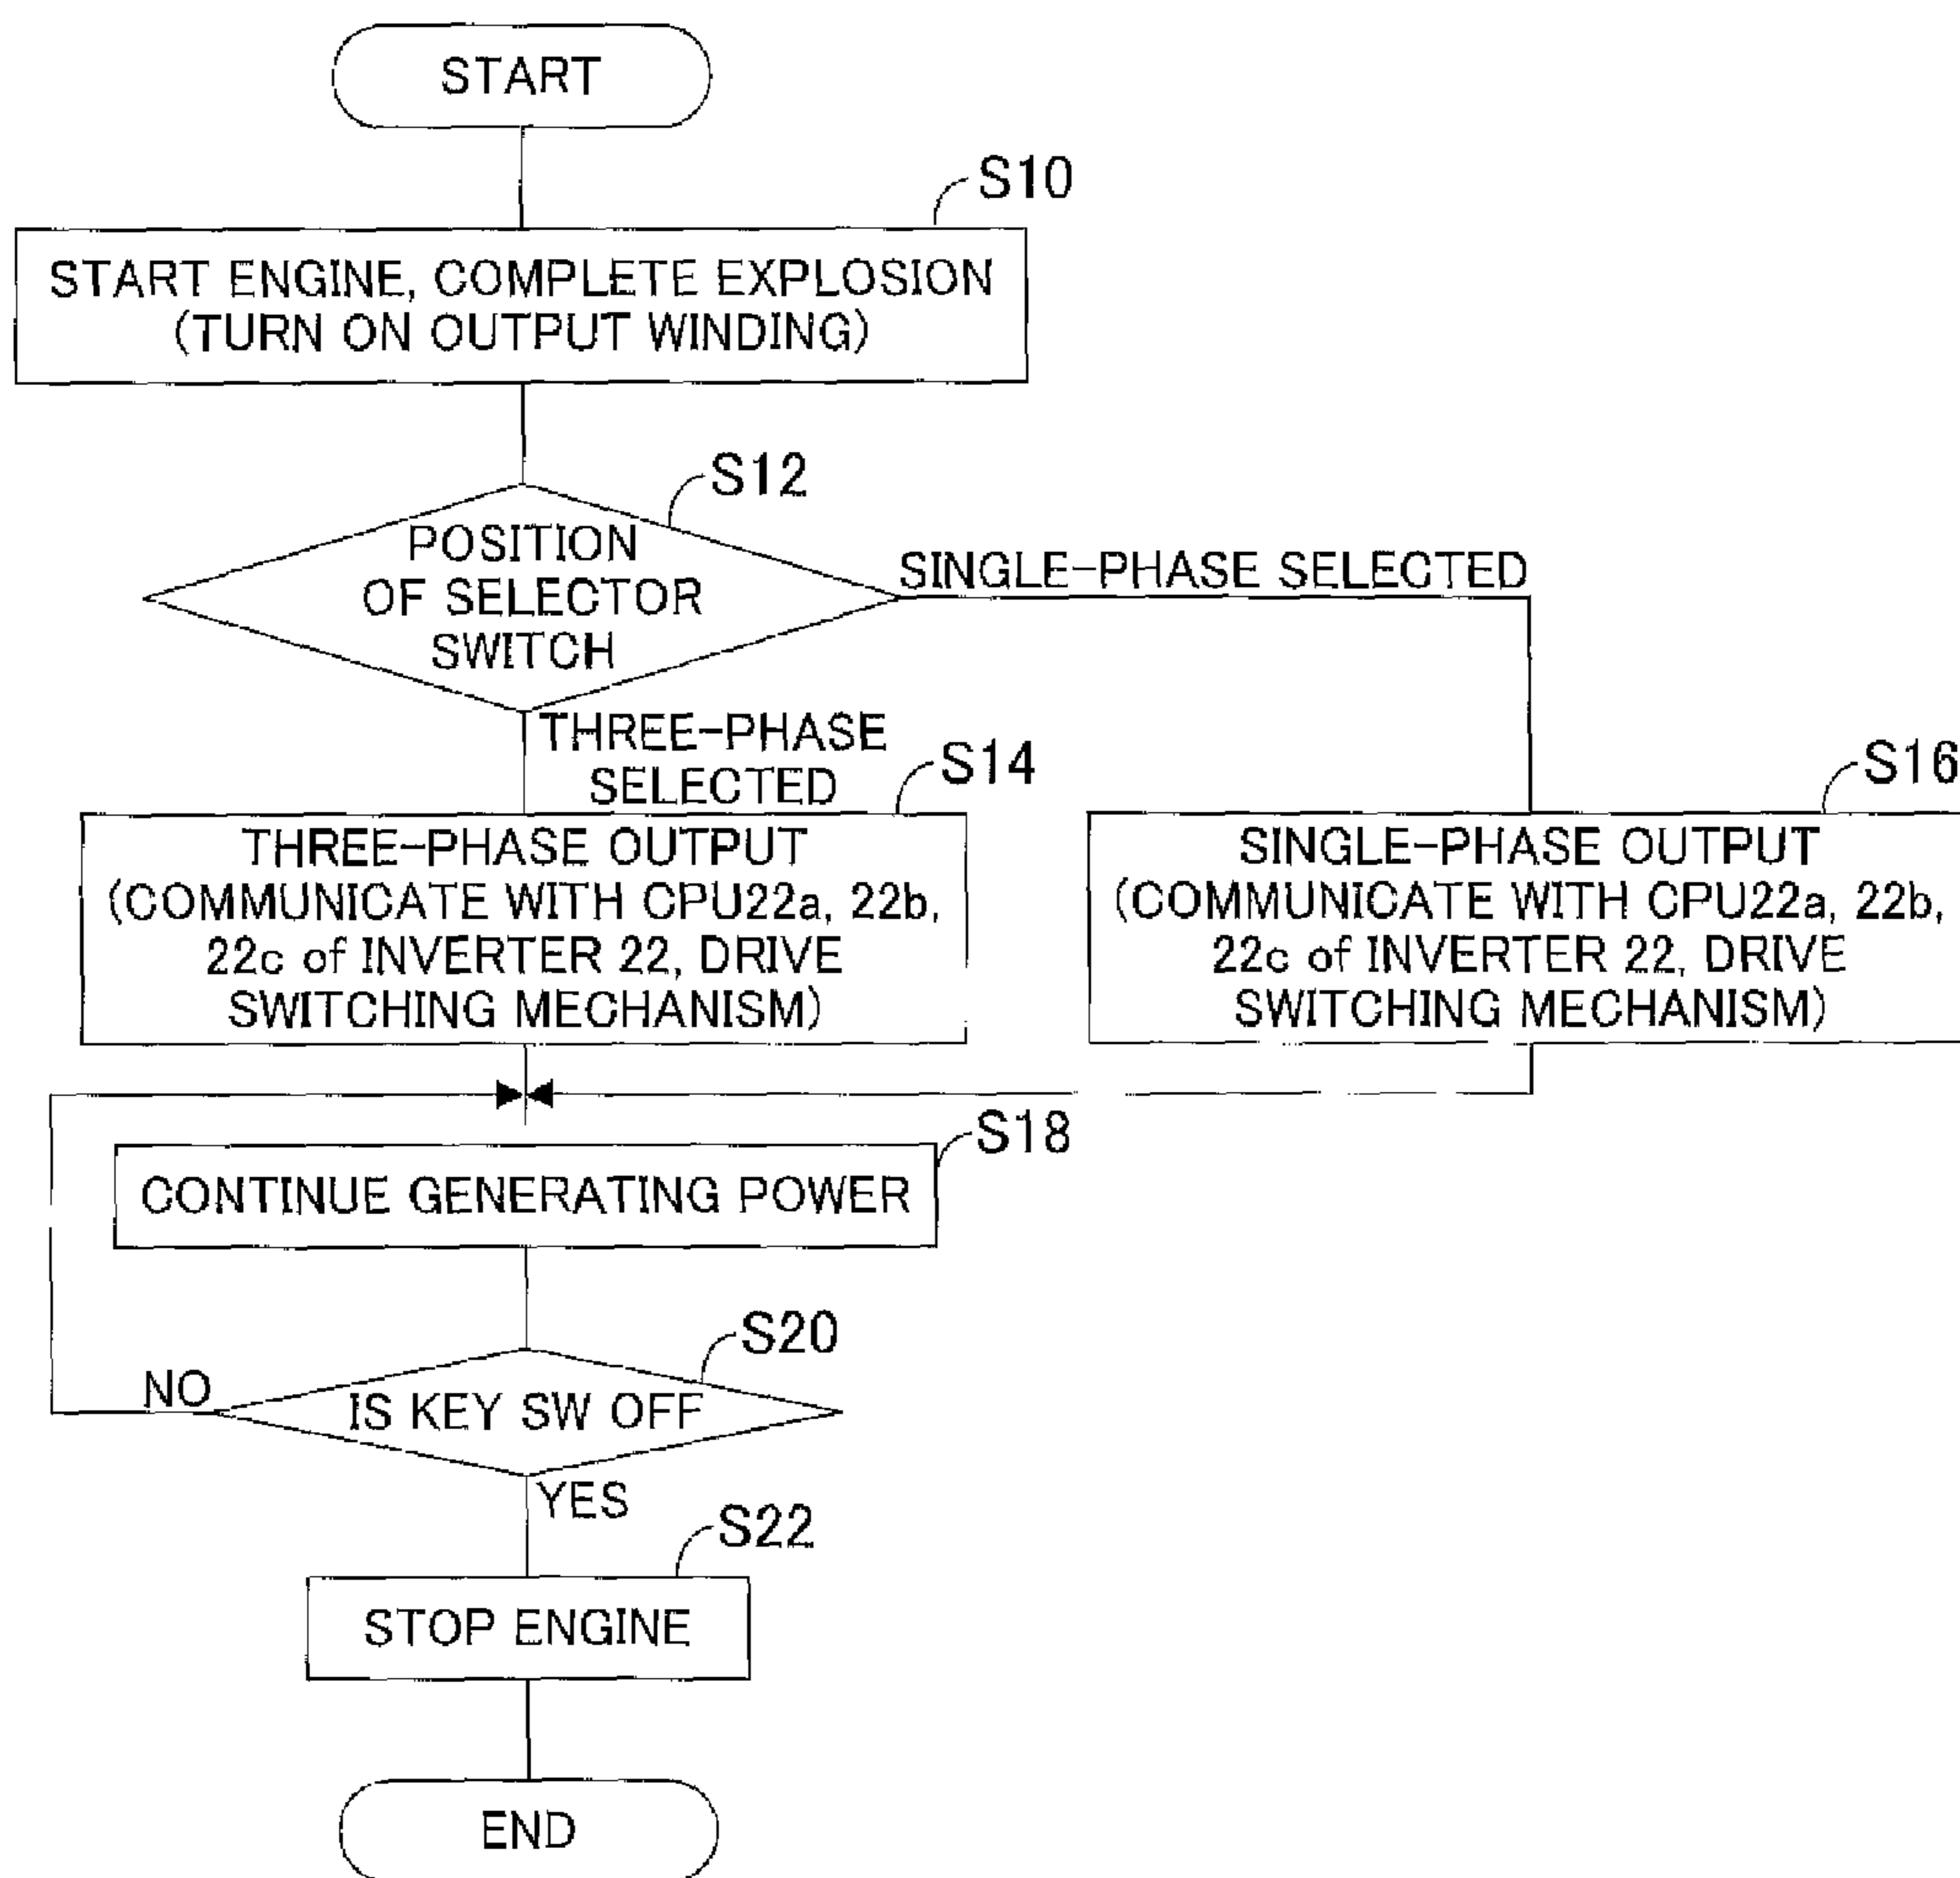 START
S10
START ENGINE, COMPLETE EXPLOSION
(TURN ON OUTPUT WINDING)
S12
POSITION
OF SELECTOR
SWITCH
SINGLE-PHASE SELECTED
THREE-PHASE
SELECTED
S14
THREE-PHASE OUTPUT
(COMMUNICATE WITH CPU22a, 22b,
22c of INVERTER 22, DRIVE
SWITCHING MECHANISM)
S16
SINGLE-PHASE OUTPUT
(COMMUNICATE WITH CPU22a, 22b,
22c of INVERTER 22, DRIVE
SWITCHING MECHANISM)
S18
CONTINUE GENERATING POWER
S20
IS KEY SW OFF
NO
YES
S22
STOP ENGINE
END